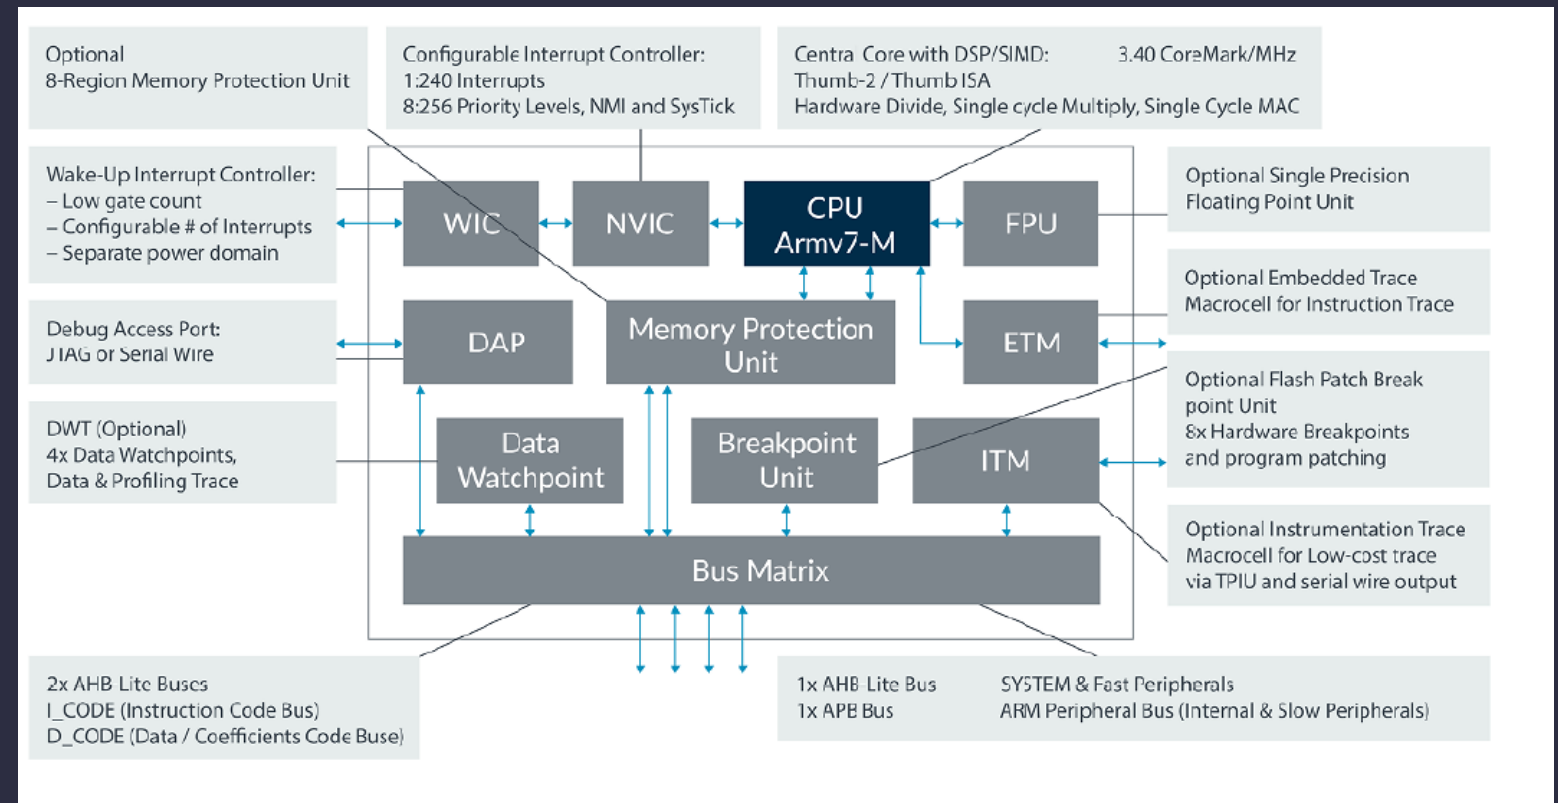 Optional
8-Region Memory Protection Unit
Configurable Interrupt Controller:
1:240 Interrupts
8:256 Priority Levels, NMI and SysTick
Central Core with DSP/SIMD: 3.40 CoreMark/MHz
Thumb-2 / Thumb ISA
Hardware Divide, Single cycle Multiply, Single Cycle MAC
Wake-Up Interrupt Controller:
– Low gate count
– Configurable # of Interrupts
– Separate power domain
WIC
NVIC
CPU
Armv7-M
FPU
Optional Single Precision
Floating Point Unit
Optional Embedded Trace
Macrocell for Instruction Trace
Debug Access Port:
JTAG or Serial Wire
DAP
Memory Protection
Unit
ETM
Optional Flash Patch Break
point Unit
8x Hardware Breakpoints
and program patching
DWT (Optional)
4x Data Watchpoints,
Data & Profiling Trace
Data
Watchpoint
Breakpoint
Unit
ITM
Optional Instrumentation Trace
Macrocell for Low-cost trace
via TPIU and serial wire output
Bus Matrix
2x AHB-Lite Buses
I_CODE (Instruction Code Bus)
D_CODE (Data / Coefficients Code Buse)
1x AHB-Lite Bus SYSTEM & Fast Peripherals
1x APB Bus ARM Peripheral Bus (Internal & Slow Peripherals)